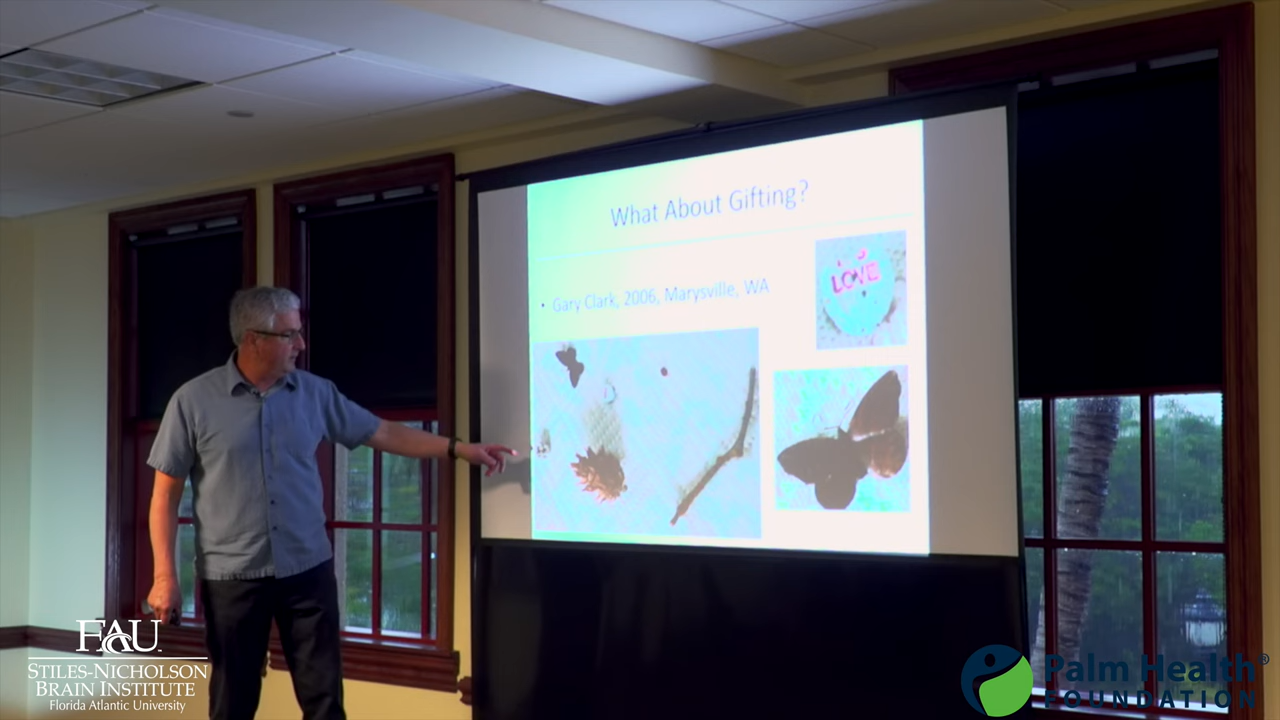 What About Gifting?
• Gary Clark, 2006, Marysville, WA
LOVE
FAU
STILES-NICHOLSON
BRAIN INSTITUTE
Florida Atlantic University
Palm Health®
FOUNDATION